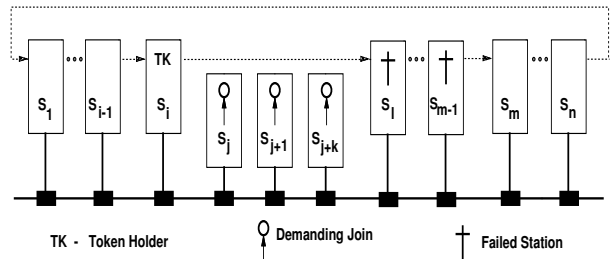 TK
S1 ... Si-1 Si Sl ... Sm-1 Sm ... Sn
Sj Sj+1 Sj+k
TK - Token Holder Demanding Join Failed Station